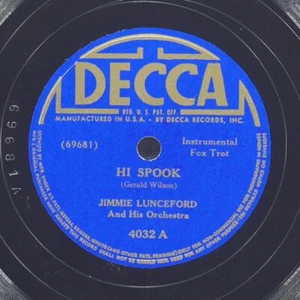 DECCA
REG. U. S. PAT. OFF.
MANUFACTURED IN U.S.A. - BY DECCA RECORDS, INC.
(69681)
Instrumental
Fox Trot
HI SPOOK
(Gerald Wilson)
JIMMIE LUNCEFORD
And His Orchestra
4032 A
69681